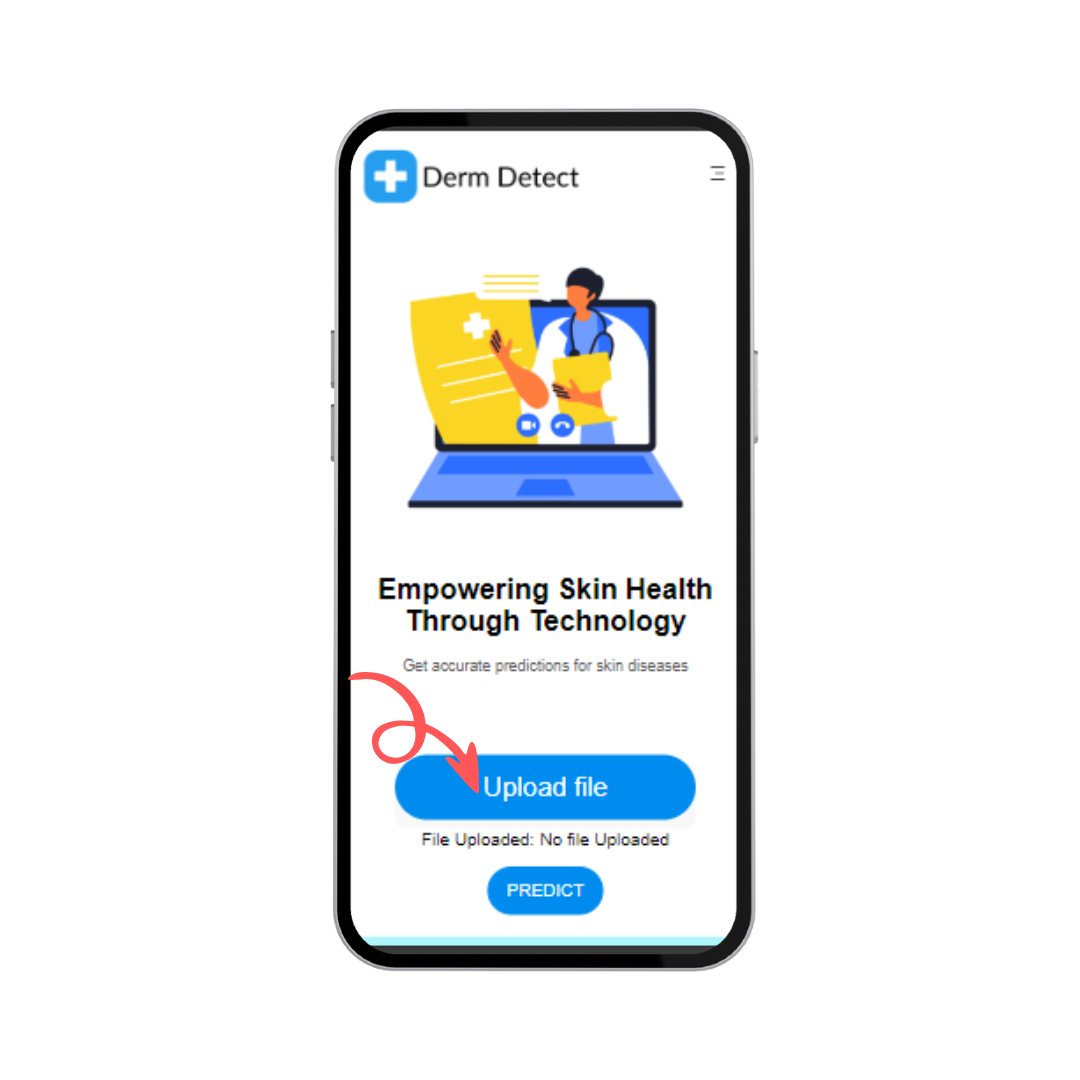 Derm Detect
Empowering Skin Health
Through Technology
Get accurate predictions for skin diseases
Upload file
File Uploaded: No file Uploaded
PREDICT